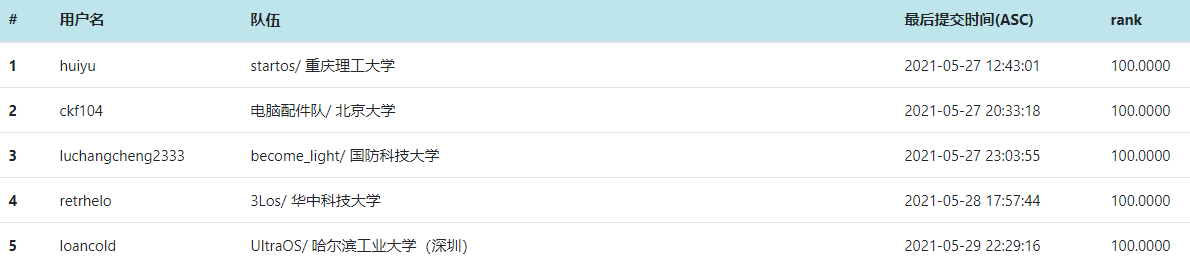 # 用户名 队伍 最后提交时间(ASC) rank
1 huiyu startos/ 重庆理工大学 2021-05-27 12:43:01 100.0000
2 ckf104 电脑配件队/ 北京大学 2021-05-27 20:33:18 100.0000
3 luchangcheng2333 become_light/ 国防科技大学 2021-05-27 23:03:55 100.0000
4 retrhelo 3Los/ 华中科技大学 2021-05-28 17:57:44 100.0000
5 loancold UltraOS/ 哈尔滨工业大学（深圳） 2021-05-29 22:29:16 100.0000